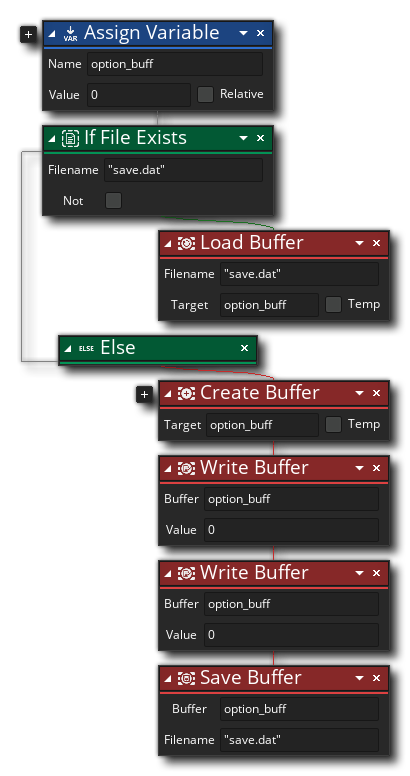 VAR Assign Variable
Name option_buff
Value 0 Relative
If File Exists
Filename "save.dat"
Not
Load Buffer
Filename "save.dat"
Target option_buff Temp
ELSE Else
Create Buffer
Target option_buff Temp
Write Buffer
Buffer option_buff
Value 0
Write Buffer
Buffer option_buff
Value 0
Save Buffer
Buffer option_buff
Filename "save.dat"